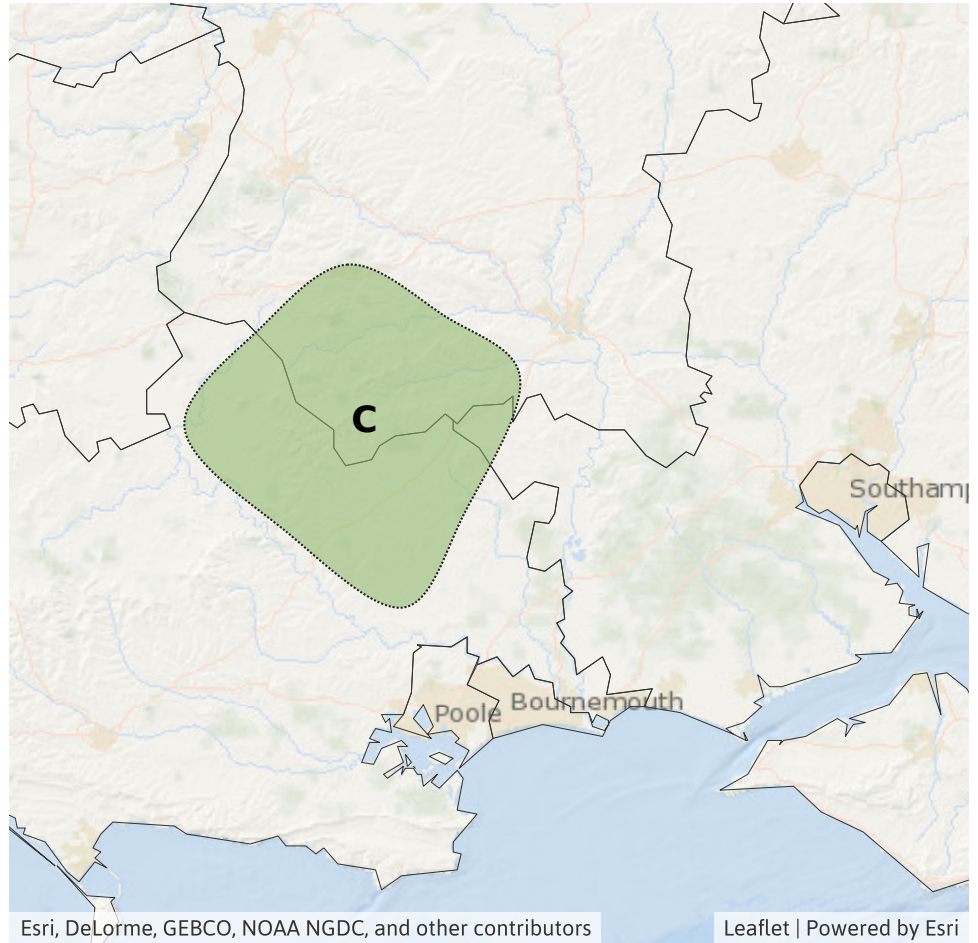 C
Southamp
Bournemouth
Poole
Esri, DeLorme, GEBCO, NOAA NGDC, and other contributors
Leaflet | Powered by Esri